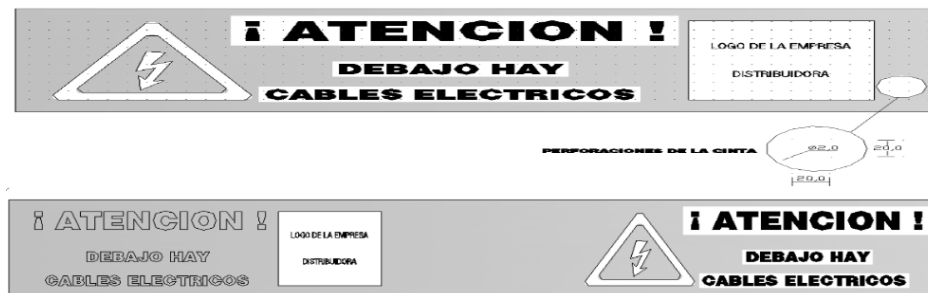 ¡ ATENCION !
DEBAJO HAY
CABLES ELECTRICOS
LOGO DE LA EMPRESA
DISTRIBUIDORA
PERFORACIONES DE LA CINTA
ø2,0
20,0
20,0
¡ ATENCION !
DEBAJO HAY
CABLES ELECTRICOS
LOGO DE LA EMPRESA
DISTRIBUIDORA
¡ ATENCION !
DEBAJO HAY
CABLES ELECTRICOS